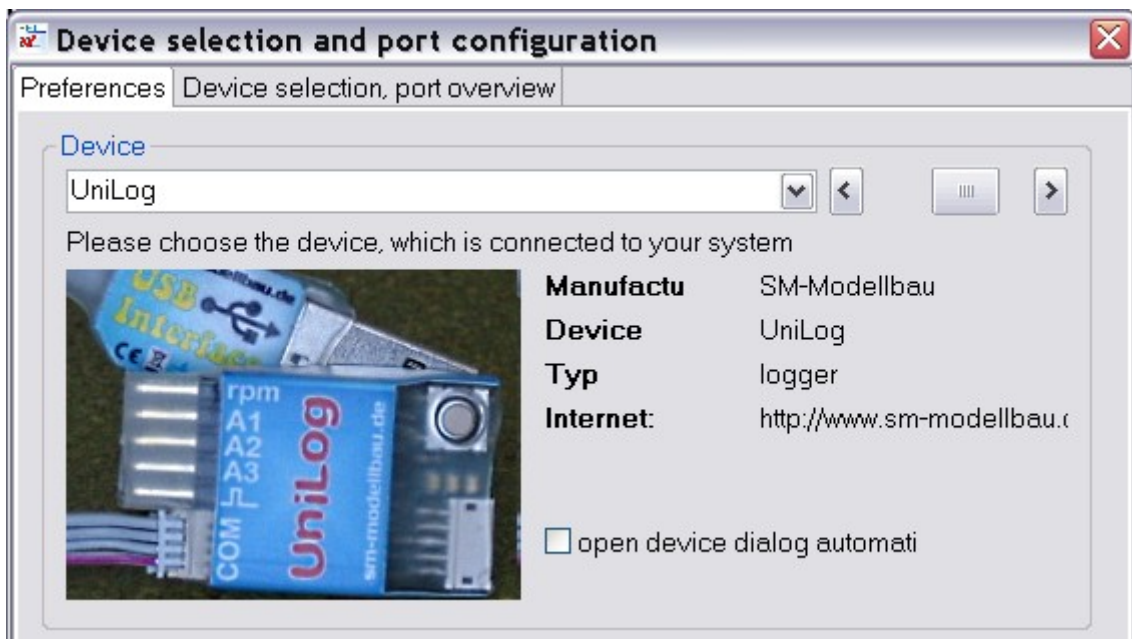 Device selection and port configuration
Preferences Device selection, port overview
Device
UniLog
Please choose the device, which is connected to your system
Manufactu SM-Modellbau
Device UniLog
Typ logger
Internet: http://www.sm-modellbau.
open device dialog automati
USB
Interface
CE
rpm
A1
A2
A3
COM
UniLog
sm-modellbau.de